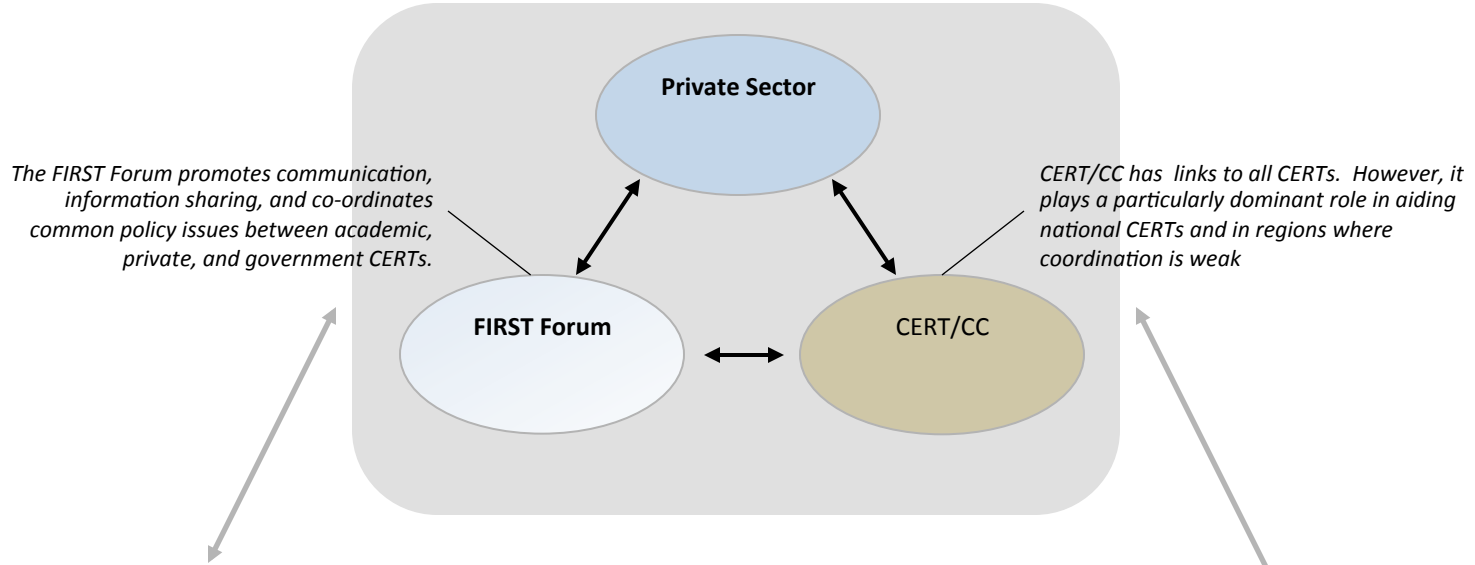 Private Sector
The FIRST Forum promotes communication,
information sharing, and co-ordinates
common policy issues between academic,
private, and government CERTs.
CERT/CC has links to all CERTs. However, it
plays a particularly dominant role in aiding
national CERTs and in regions where
coordination is weak
FIRST Forum
CERT/CC